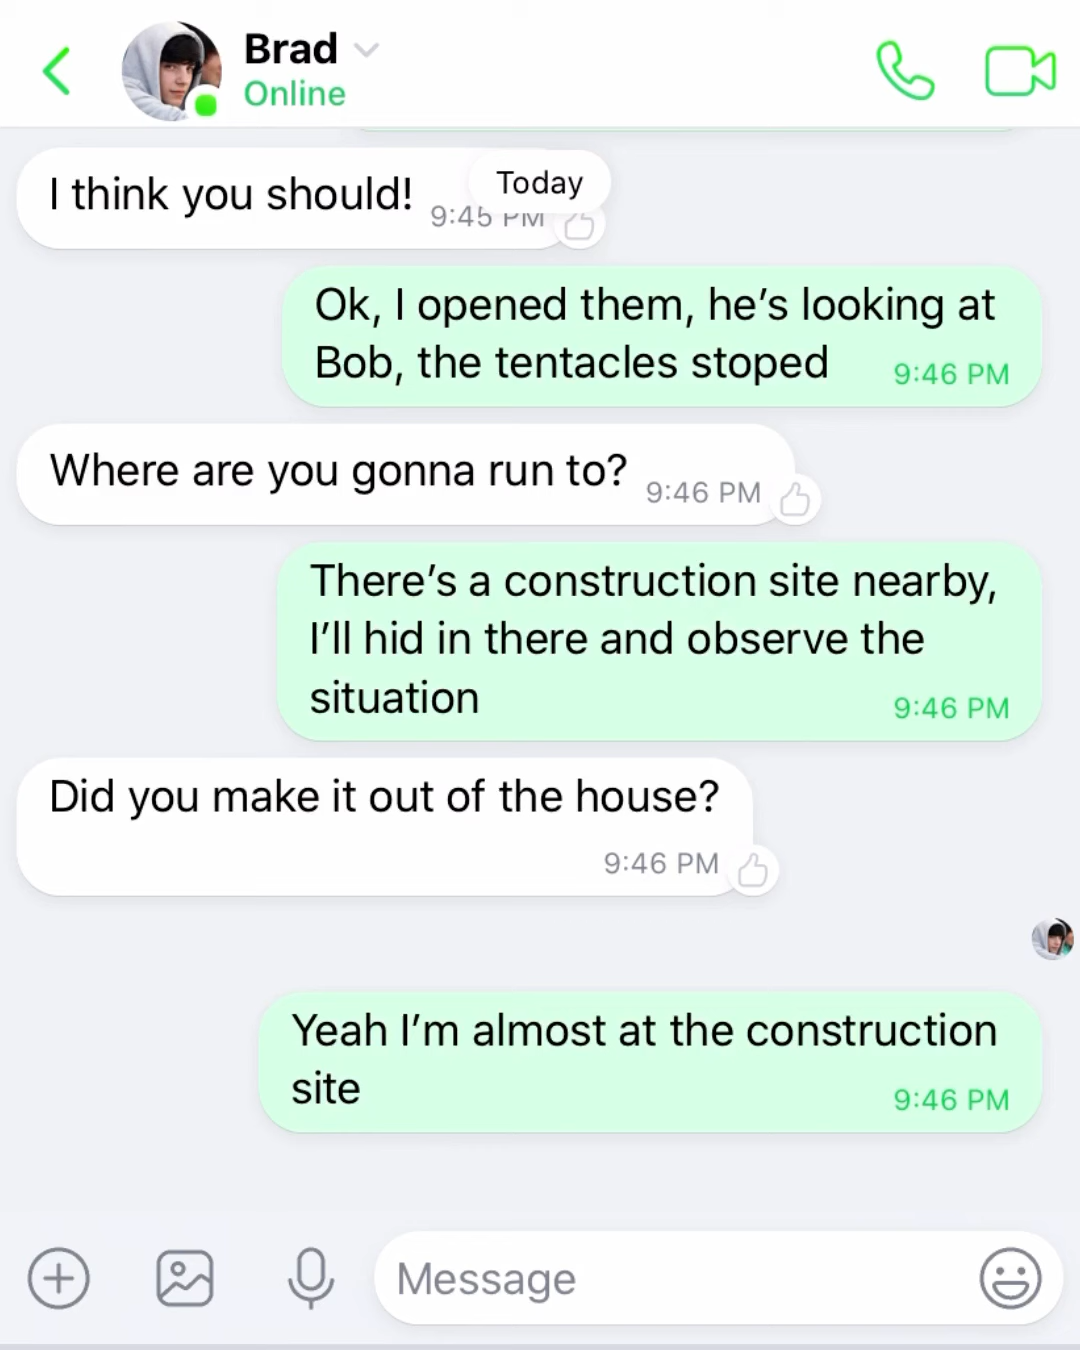 Brad
Online
I think you should!
Today
9:45 PM
Ok, I opened them, he’s looking at
Bob, the tentacles stoped
9:46 PM
Where are you gonna run to?
9:46 PM
There’s a construction site nearby,
I’ll hid in there and observe the
situation
9:46 PM
Did you make it out of the house?
9:46 PM
Yeah I’m almost at the construction
site
9:46 PM
Message